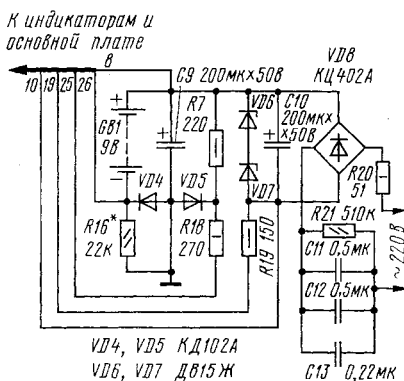 К индикаторам и
основной плате
8
10
19
25
26
+
GB1
9В
–
+
C9 200мк×50В
R7
220
VD6
+
C10
200мк×
×50В
VD8
КЦ402А
R20
51
VD4
VD5
VD7
R16*
22к
R18
270
R19 150
R21 510к
C11 0,5мк
C12 0,5мк
C13 0,22мк
~220В
VD4, VD5 КД102А
VD6, VD7 Д815Ж